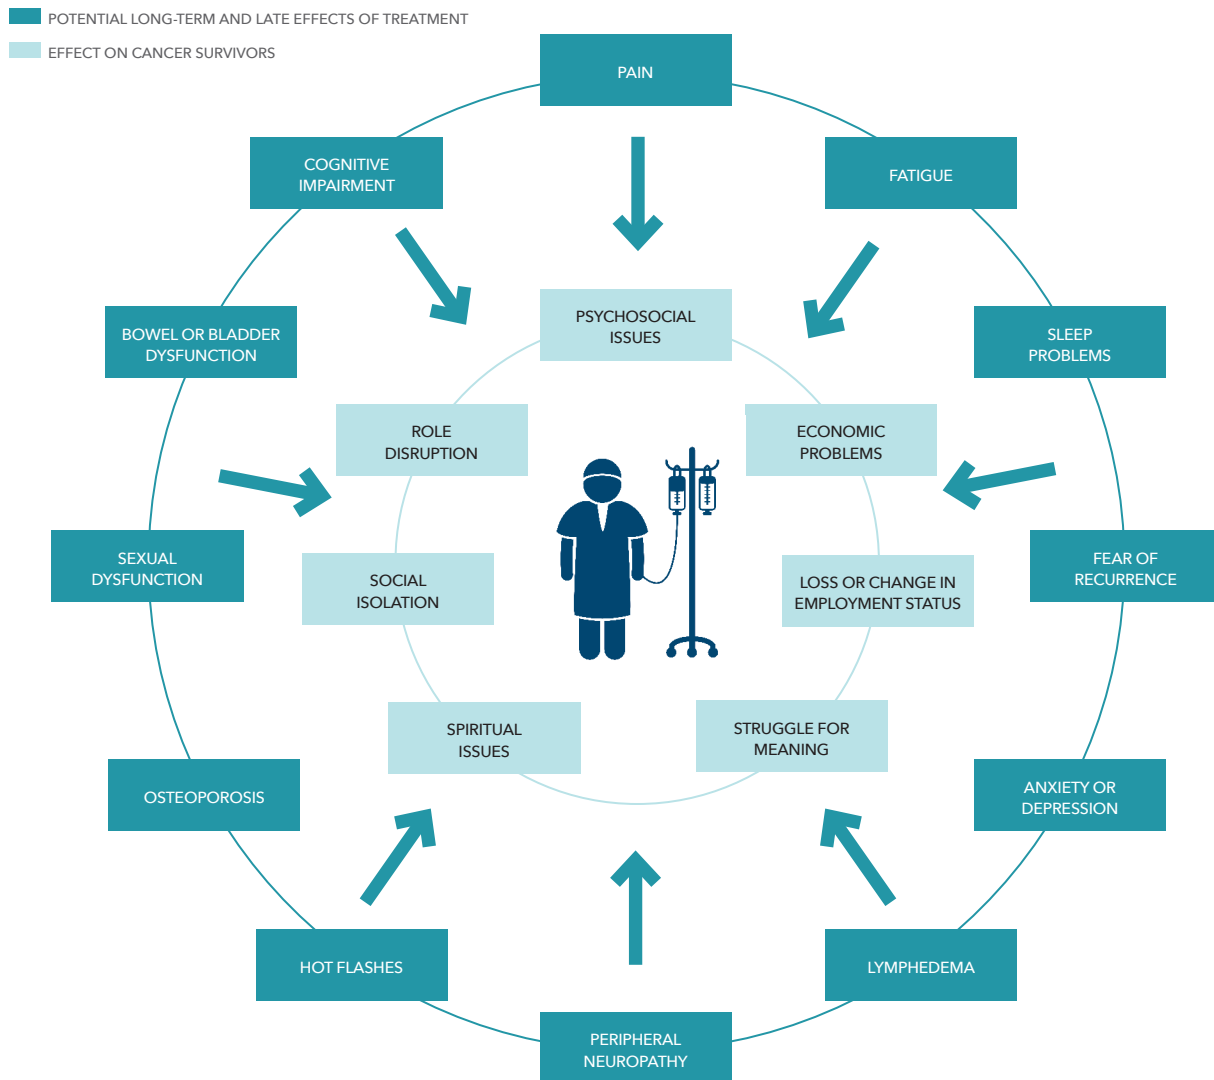 POTENTIAL LONG-TERM AND LATE EFFECTS OF TREATMENT
EFFECT ON CANCER SURVIVORS
PAIN
COGNITIVE
IMPAIRMENT
FATIGUE
PSYCHOSOCIAL
ISSUES
BOWEL OR BLADDER
DYSFUNCTION
SLEEP
PROBLEMS
ROLE
DISRUPTION
ECONOMIC
PROBLEMS
SEXUAL
DYSFUNCTION
SOCIAL
ISOLATION
LOSS OR CHANGE IN
EMPLOYMENT STATUS
FEAR OF
RECURRENCE
SPIRITUAL
ISSUES
STRUGGLE FOR
MEANING
OSTEOPOROSIS
ANXIETY OR
DEPRESSION
HOT FLASHES
LYMPHEDEMA
PERIPHERAL
NEUROPATHY